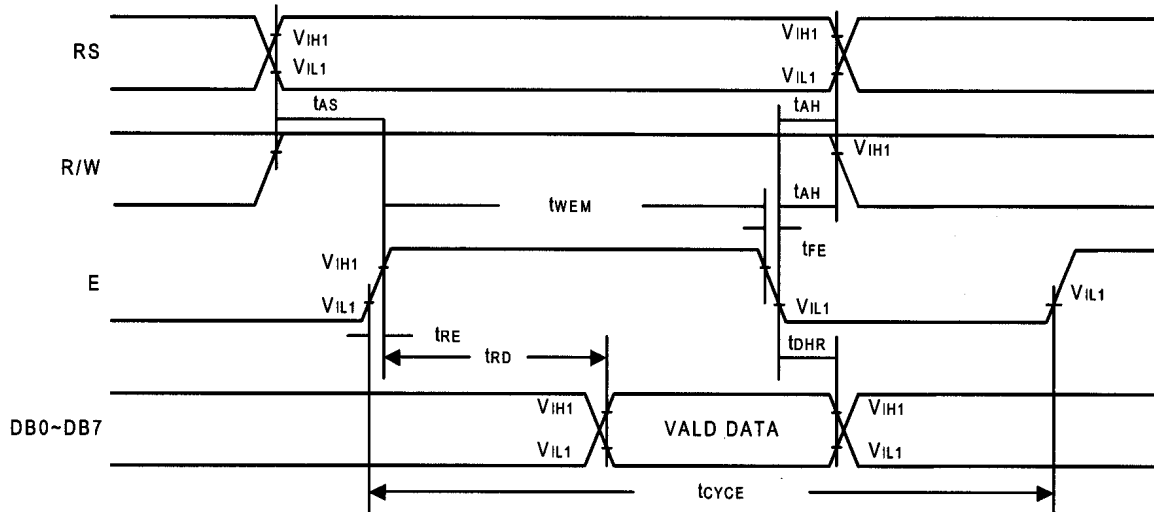 RS
VIH1
VIL1
VIH1
VIL1
tAS
tAH
R/W
VIH1
tWEM
tAH
tFE
E
VIH1
VIL1
VIL1
VIL1
tRE
tRD
tDHR
DB0~DB7
VIH1
VIL1
VALD DATA
VIH1
VIL1
tCYCE